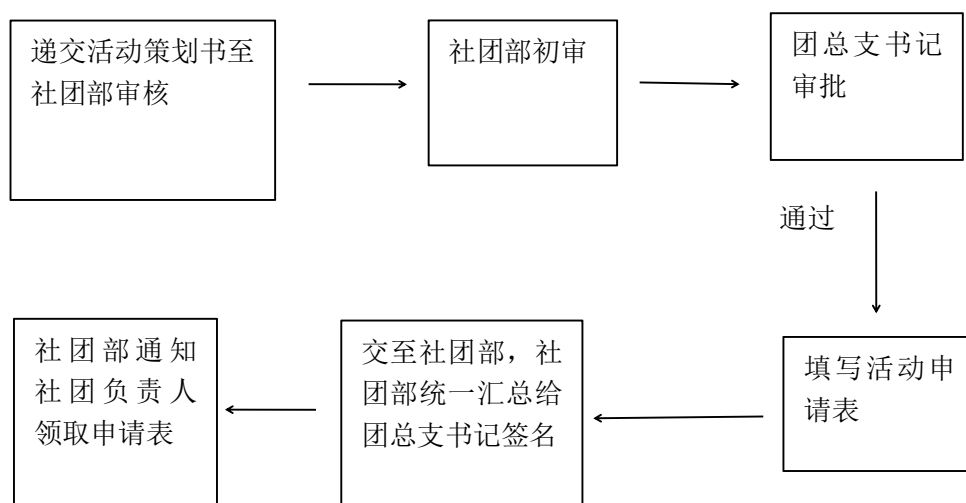 递交活动策划书至
社团部审核
社团部初审
团总支书记
审批
通过
填写活动申
请表
交至社团部，社
团部统一汇总给
团总支书记签名
社团部通知
社团负责人
领取申请表